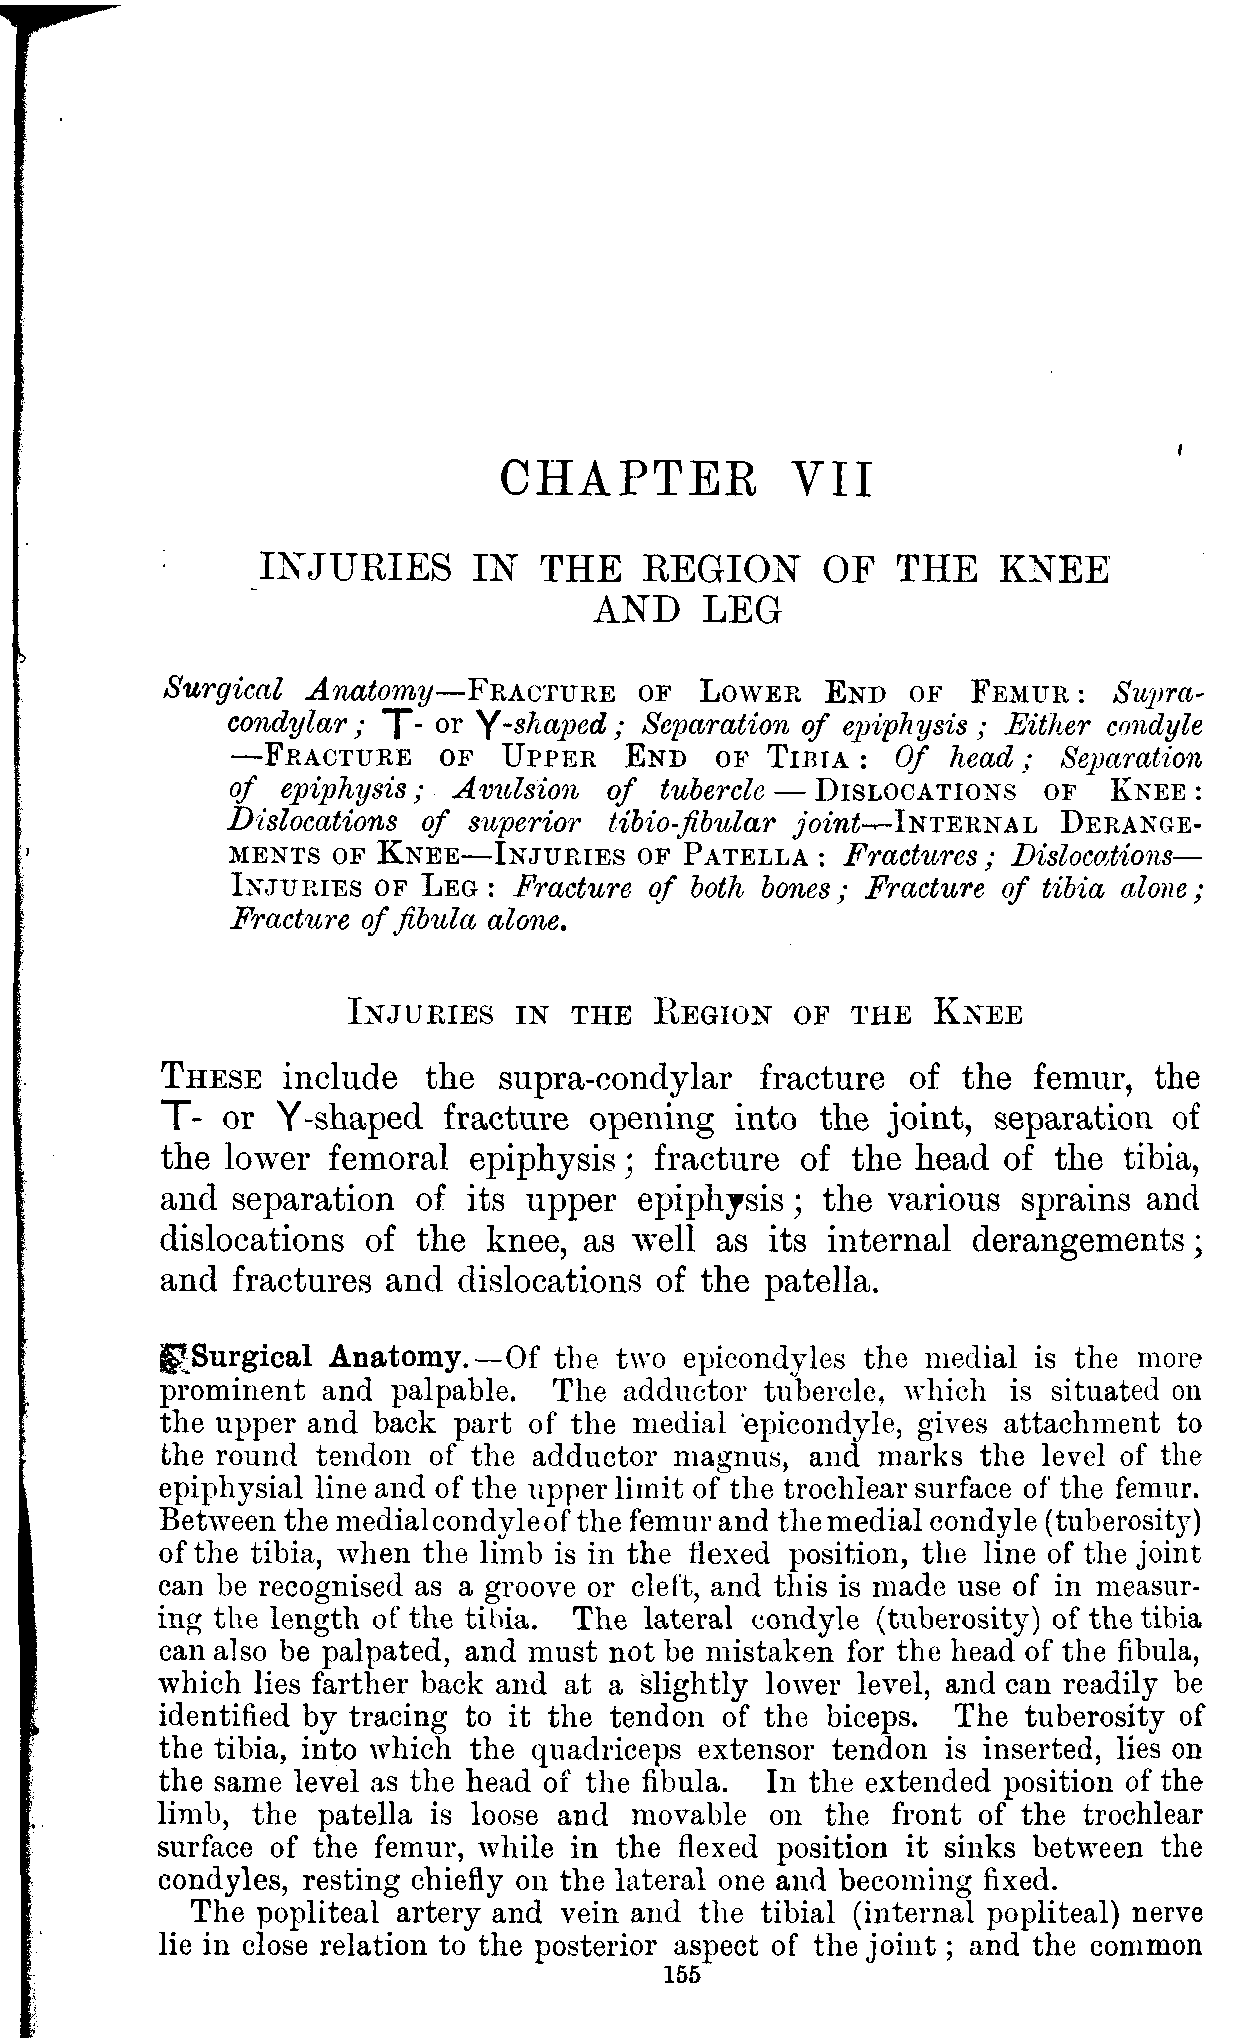 CHAPTER VII
INJURIES IN THE REGION OF THE KNEE
AND LEG
Surgical Anatomy—FRACTURE OF LOWER END OF FEMUR: Supra-
condylar; T- or Y-shaped; Separation of epiphysis; Either condyle
—FRACTURE OF UPPER END OF TIBIA: Of head; Separation
of epiphysis; Avulsion of tubercle — DISLOCATIONS OF KNEE:
Dislocations of superior tibio-fibular joint—INTERNAL DERANGE-
MENTS OF KNEE—INJURIES OF PATELLA: Fractures; Dislocations—
INJURIES OF LEG: Fracture of both bones; Fracture of tibia alone;
Fracture of fibula alone.
INJURIES IN THE REGION OF THE KNEE
THESE include the supra-condylar fracture of the femur, the
T- or Y-shaped fracture opening into the joint, separation of
the lower femoral epiphysis; fracture of the head of the tibia,
and separation of its upper epiphysis; the various sprains and
dislocations of the knee, as well as its internal derangements;
and fractures and dislocations of the patella.
Surgical Anatomy.—Of the two epicondyles the medial is the more
prominent and palpable. The adductor tubercle, which is situated on
the upper and back part of the medial epicondyle, gives attachment to
the round tendon of the adductor magnus, and marks the level of the
epiphysial line and of the upper limit of the trochlear surface of the femur.
Between the medial condyle of the femur and the medial condyle (tuberosity)
of the tibia, when the limb is in the flexed position, the line of the joint
can be recognised as a groove or cleft, and this is made use of in measur-
ing the length of the tibia. The lateral condyle (tuberosity) of the tibia
can also be palpated, and must not be mistaken for the head of the fibula,
which lies farther back and at a slightly lower level, and can readily be
identified by tracing to it the tendon of the biceps. The tuberosity of
the tibia, into which the quadriceps extensor tendon is inserted, lies on
the same level as the head of the fibula. In the extended position of the
limb, the patella is loose and movable on the front of the trochlear
surface of the femur, while in the flexed position it sinks between the
condyles, resting chiefly on the lateral one and becoming fixed.
The popliteal artery and vein and the tibial (internal popliteal) nerve
lie in close relation to the posterior aspect of the joint; and the common
155